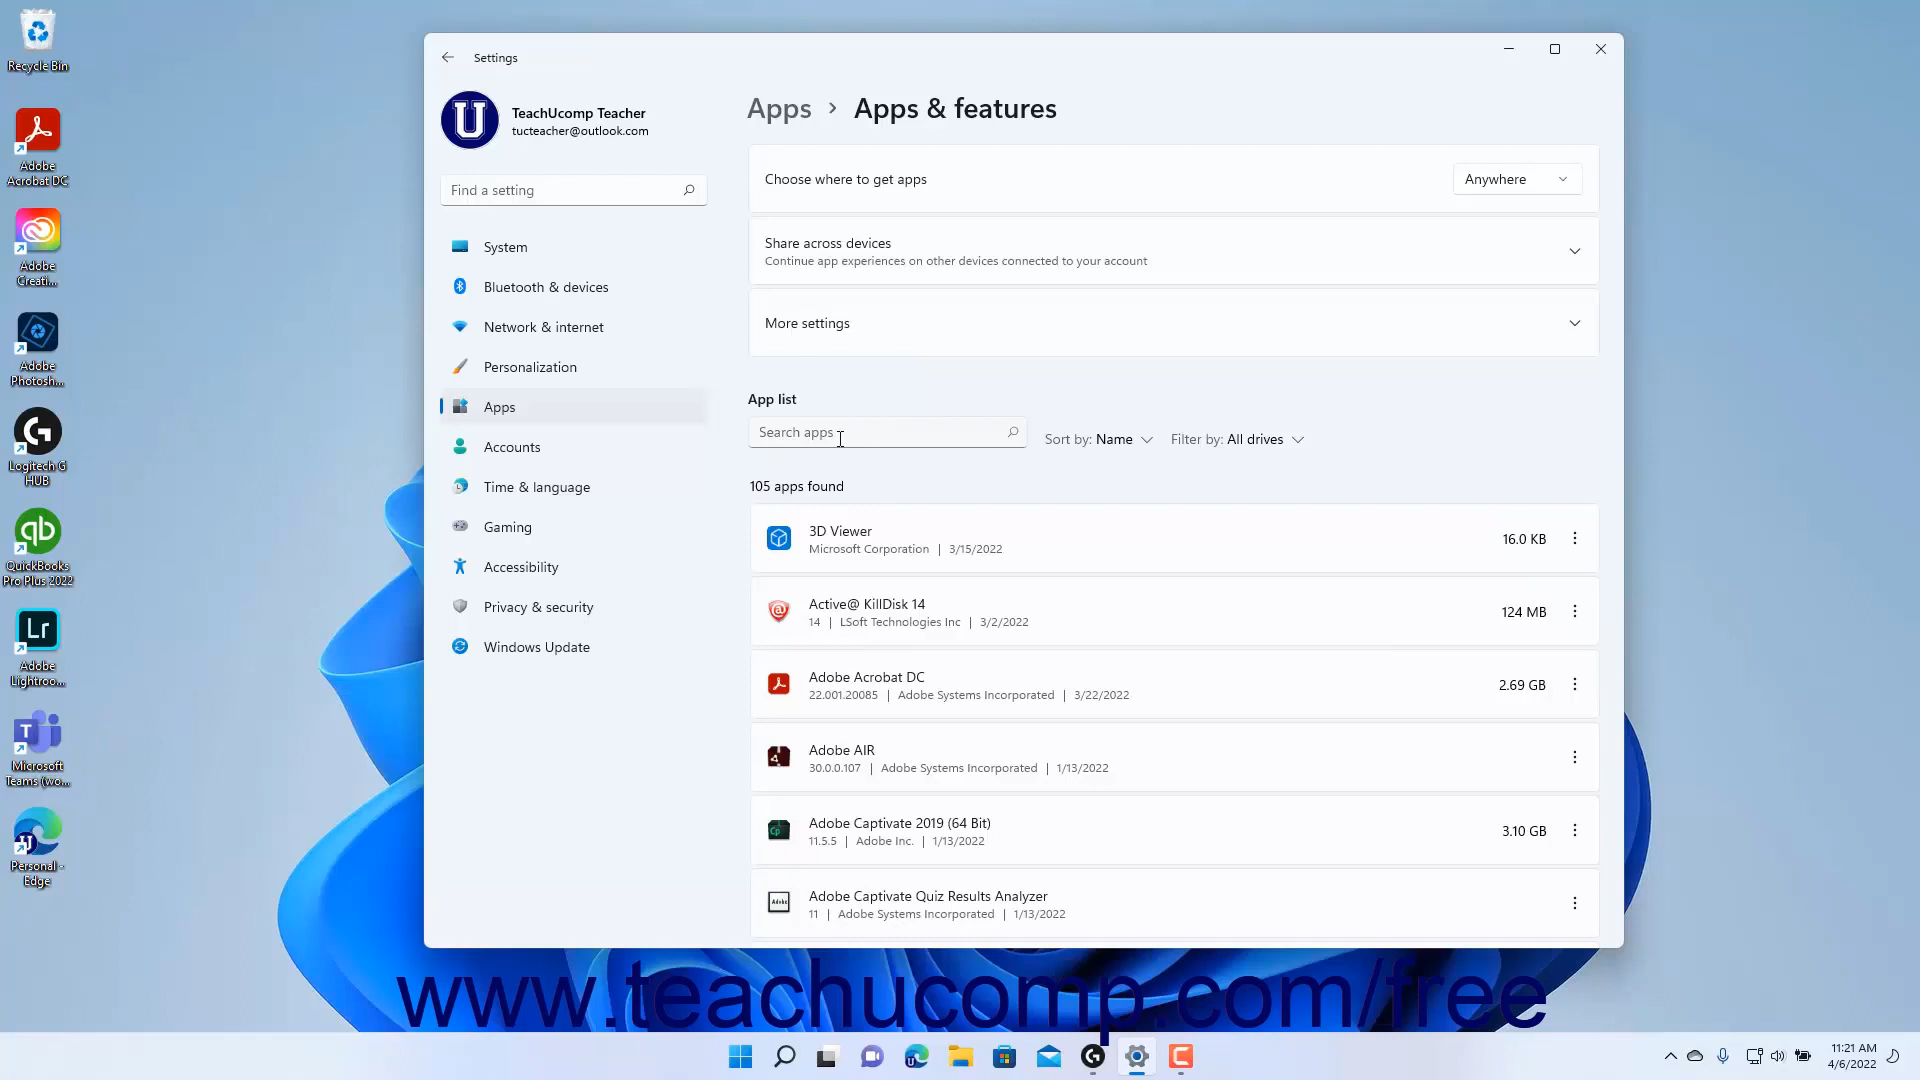 Recycle Bin
Adobe
Acrobat DC
Adobe
Creati...
Adobe
Photosh...
Logitech G
HUB
QuickBooks
Pro Plus 2022
Adobe
Lightroo...
Microsoft
Teams (wo...
Personal -
Edge
Settings
TeachUcomp Teacher
tucteacher@outlook.com
Find a setting
System
Bluetooth & devices
Network & internet
Personalization
Apps
Accounts
Time & language
Gaming
Accessibility
Privacy & security
Windows Update
Apps > Apps & features
Choose where to get apps
Anywhere
Share across devices
Continue app experiences on other devices connected to your account
More settings
App list
Search apps
Sort by: Name
Filter by: All drives
105 apps found
3D Viewer
Microsoft Corporation | 3/15/2022
16.0 KB
Active@ KillDisk 14
14 | LSoft Technologies Inc | 3/2/2022
124 MB
Adobe Acrobat DC
22.001.20085 | Adobe Systems Incorporated | 3/22/2022
2.69 GB
Adobe AIR
30.0.0.107 | Adobe Systems Incorporated | 1/13/2022
Adobe Captivate 2019 (64 Bit)
11.5.5 | Adobe Inc. | 1/13/2022
3.10 GB
Adobe Captivate Quiz Results Analyzer
11 | Adobe Systems Incorporated | 1/13/2022
www.teachucomp.com/free
11:21 AM
4/6/2022